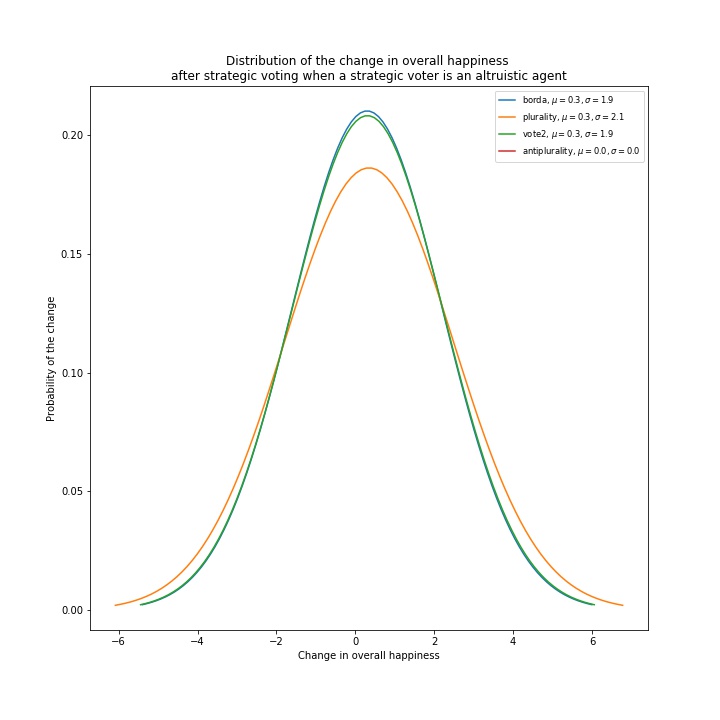 Distribution of the change in overall happiness
after strategic voting when a strategic voter is an altruistic agent
borda, μ = 0.3, σ = 1.9
plurality, μ = 0.3, σ = 2.1
vote2, μ = 0.3, σ = 1.9
antiplurality, μ = 0.0, σ = 0.0
Probability of the change
0.20
0.15
0.10
0.05
0.00
−6 −4 −2 0 2 4 6
Change in overall happiness